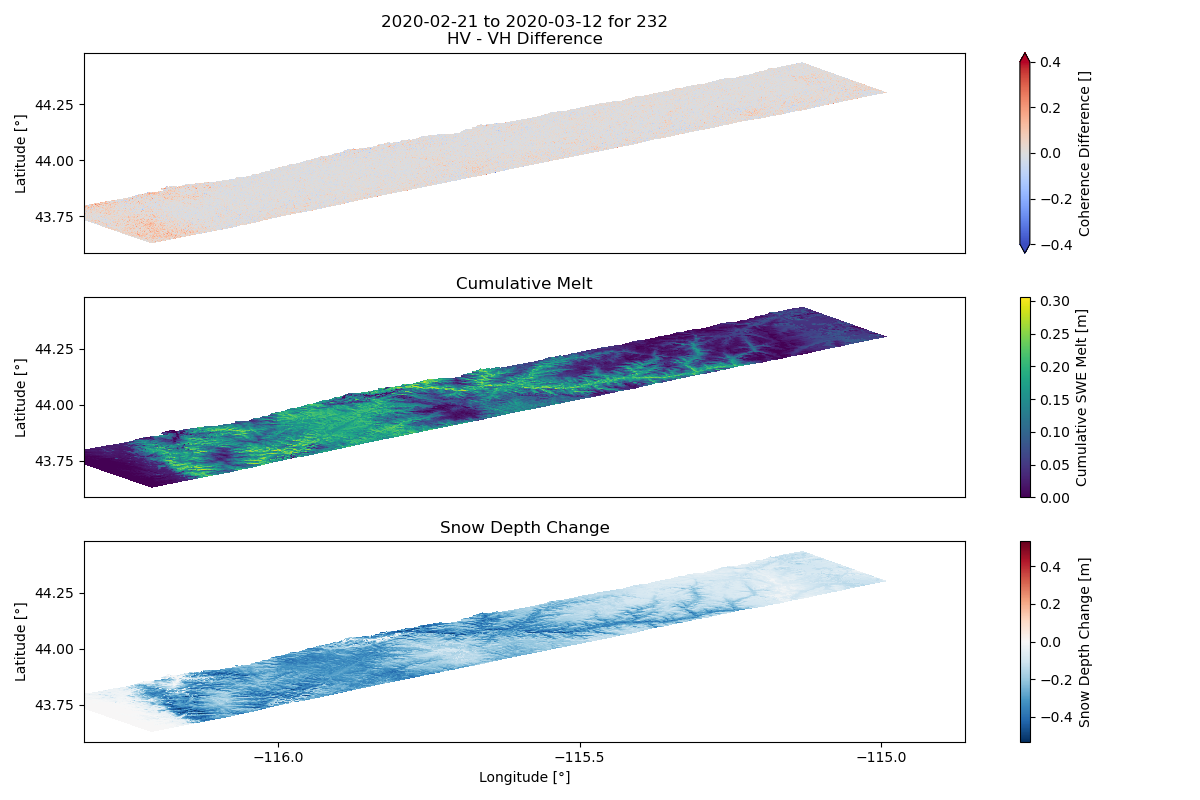 2020-02-21 to 2020-03-12 for 232
HV - VH Difference
Latitude [°]
44.25
44.00
43.75
0.4
0.2
0.0
−0.2
−0.4
Coherence Difference []
Cumulative Melt
Latitude [°]
44.25
44.00
43.75
0.30
0.25
0.20
0.15
0.10
0.05
0.00
Cumulative SWE Melt [m]
Snow Depth Change
Latitude [°]
44.25
44.00
43.75
0.4
0.2
0.0
−0.2
−0.4
Snow Depth Change [m]
−116.0 −115.5 −115.0
Longitude [°]